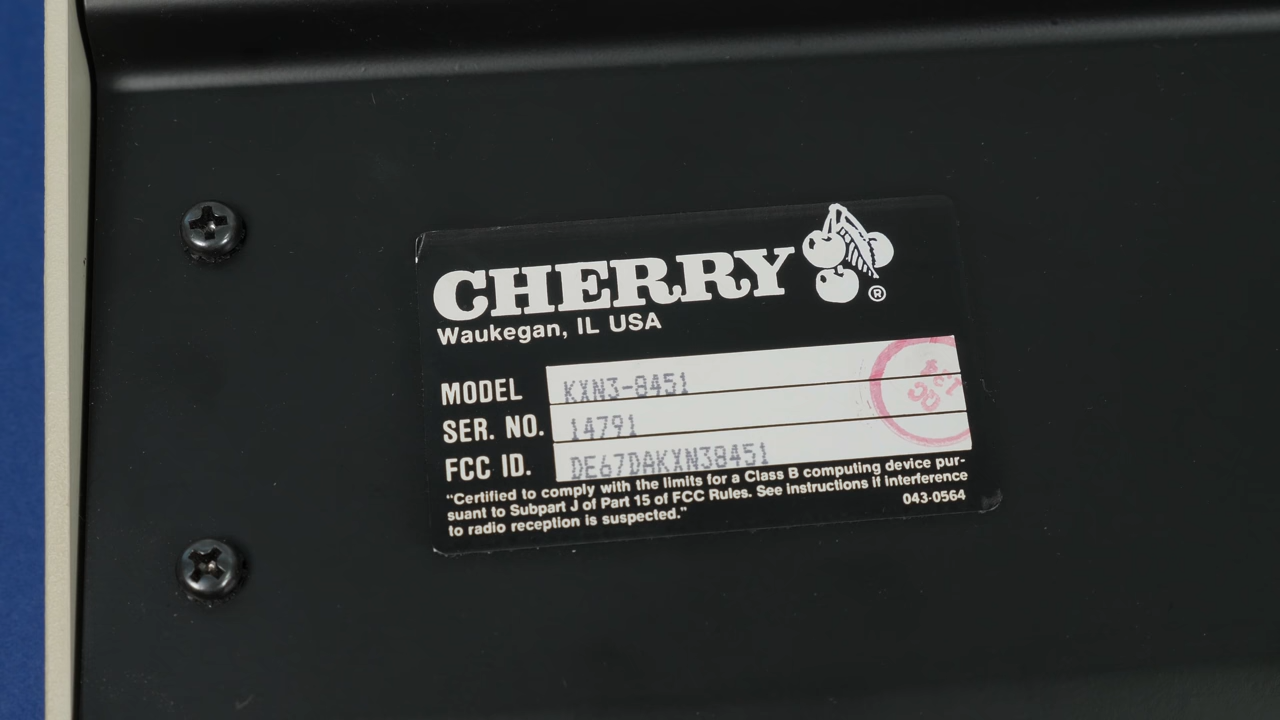 CHERRY
®
Waukegan, IL USA
MODEL KXN3-8451
SER. NO. 14791
FCC ID. DE67DAKXN38451
"Certified to comply with the limits for a Class B computing device pur-
suant to Subpart J of Part 15 of FCC Rules. See instructions if interference
to radio reception is suspected."
043-0564